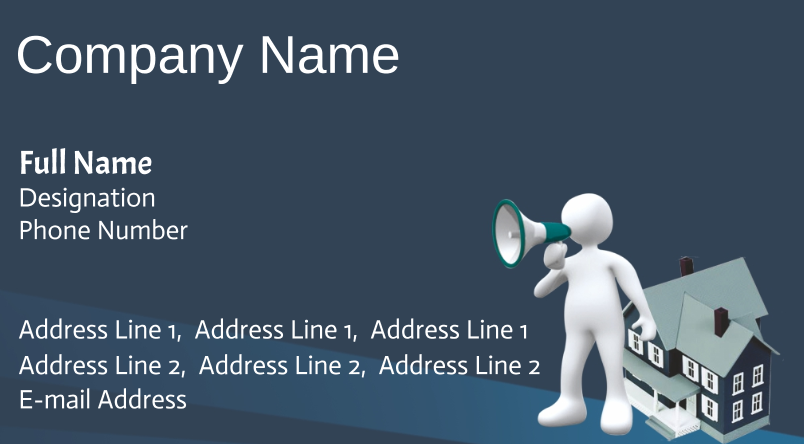 Company Name
Full Name
Designation
Phone Number
Address Line 1,  Address Line 1,  Address Line 1
Address Line 2,  Address Line 2,  Address Line 2
E-mail Address